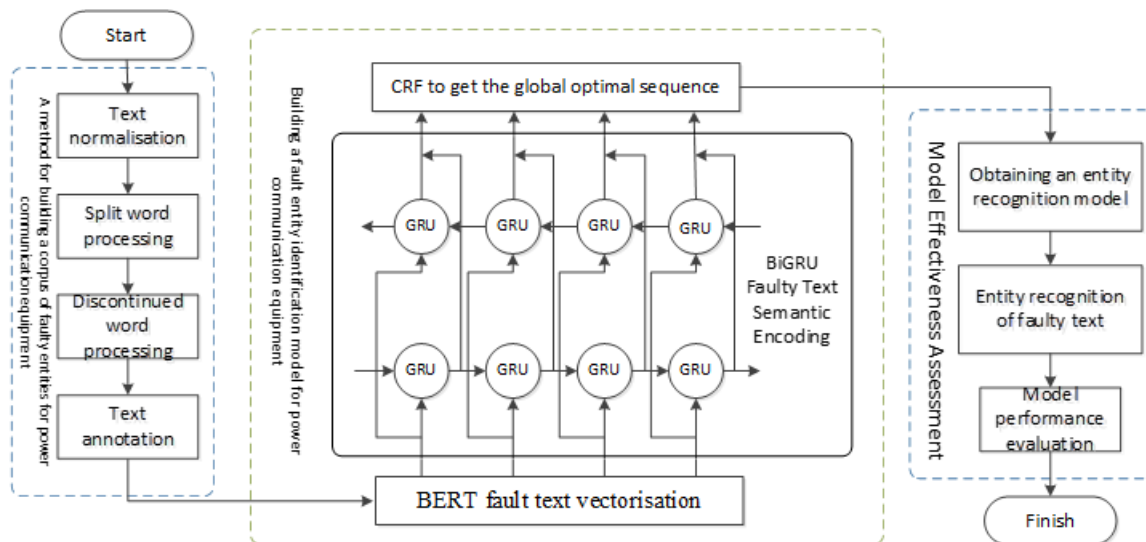 Start
A method for building a corpus of faulty entities for power
communication equipment
Text
normalisation
Split word
processing
Discontinued
word
processing
Text
annotation
Building a fault entity identification model for power
communication equipment
CRF to get the global optimal sequence
GRU
GRU
GRU
GRU
BiGRU
Faulty Text
Semantic
Encoding
GRU
GRU
GRU
GRU
BERT fault text vectorisation
Model Effectiveness Assessment
Obtaining an entity
recognition model
Entity recognition
of faulty text
Model
performance
evaluation
Finish